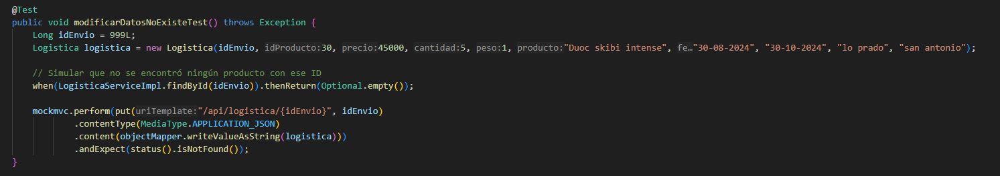 @Test
public void modificarDatosNoExisteTest() throws Exception {
Long idEnvio = 999L;
Logistica logistica = new Logistica(idEnvio, idProducto:30, precio:45000, cantidad:5, peso:1, producto:"Duoc skibi intense", fe…"30-08-2024", "30-10-2024", "lo prado", "san antonio");
// Simular que no se encontró ningún producto con ese ID
when(LogisticaServiceImpl.findById(idEnvio)).thenReturn(Optional.empty());
mockmvc.perform(put(uriTemplate:"/api/logistica/{idEnvio}", idEnvio)
.contentType(MediaType.APPLICATION_JSON)
.content(objectMapper.writeValueAsString(logistica)))
.andExpect(status().isNotFound());
}